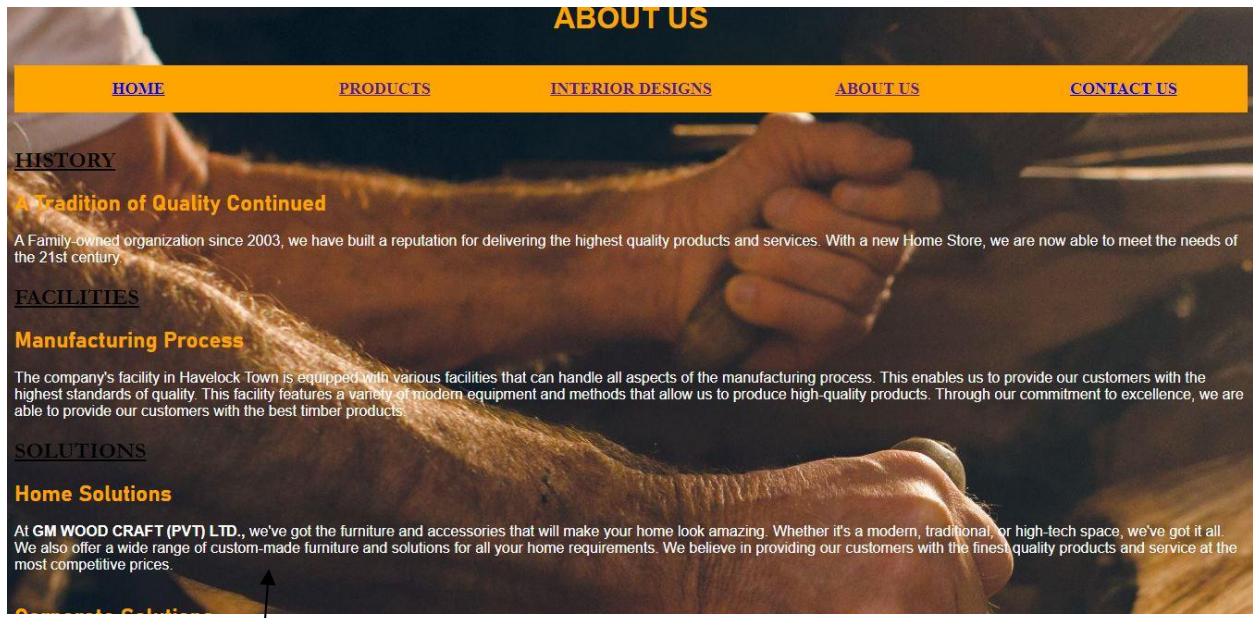 ABOUT US
HOME PRODUCTS INTERIOR DESIGNS ABOUT US CONTACT US
HISTORY
A Tradition of Quality Continued
A Family-owned organization since 2003, we have built a reputation for delivering the highest quality products and services. With a new Home Store, we are now able to meet the needs of
the 21st century.
FACILITIES
Manufacturing Process
The company's facility in Havelock Town is equipped with various facilities that can handle all aspects of the manufacturing process. This enables us to provide our customers with the
highest standards of quality. This facility features a variety of modern equipment and methods that allow us to produce high-quality products. Through our commitment to excellence, we are
able to provide our customers with the best timber products.
SOLUTIONS
Home Solutions
At GM WOOD CRAFT (PVT) LTD., we've got the furniture and accessories that will make your home look amazing. Whether it's a modern, traditional, or high-tech space, we've got it all.
We also offer a wide range of custom-made furniture and solutions for all your home requirements. We believe in providing our customers with the finest quality products and service at the
most competitive prices.
Corporate Solutions